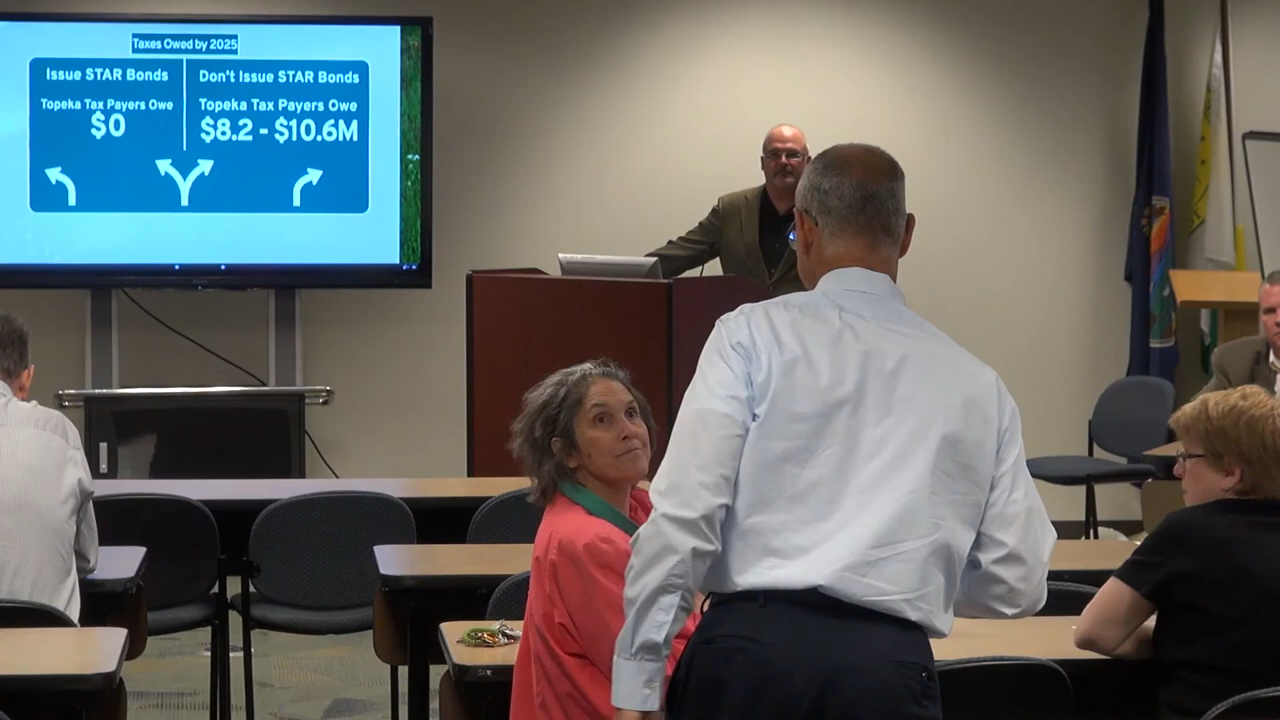 Taxes Owed by 2025
Issue STAR Bonds
Topeka Tax Payers Owe
$0
Don't Issue STAR Bonds
Topeka Tax Payers Owe
$8.2 - $10.6M